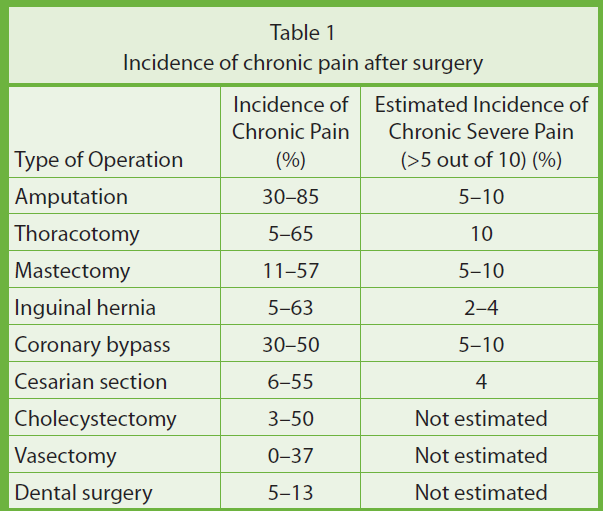 Table 1
Incidence of chronic pain after surgery
Type of Operation Incidence of Chronic Pain (%) Estimated Incidence of Chronic Severe Pain (>5 out of 10) (%)
Amputation 30–85 5–10
Thoracotomy 5–65 10
Mastectomy 11–57 5–10
Inguinal hernia 5–63 2–4
Coronary bypass 30–50 5–10
Cesarian section 6–55 4
Cholecystectomy 3–50 Not estimated
Vasectomy 0–37 Not estimated
Dental surgery 5–13 Not estimated